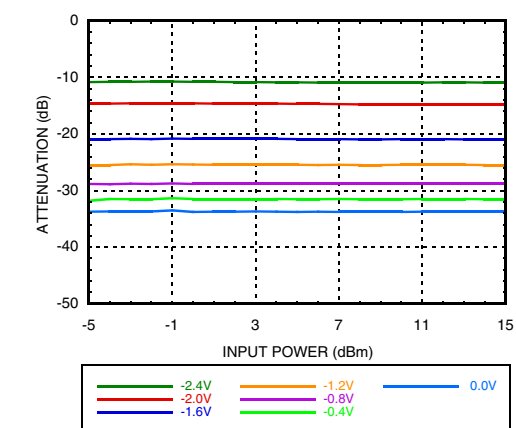 0
-10
-20
-30
-40
-50
ATTENUATION (dB)
-5 -1 3 7 11 15
INPUT POWER (dBm)
-2.4V -1.2V 0.0V
-2.0V -0.8V
-1.6V -0.4V